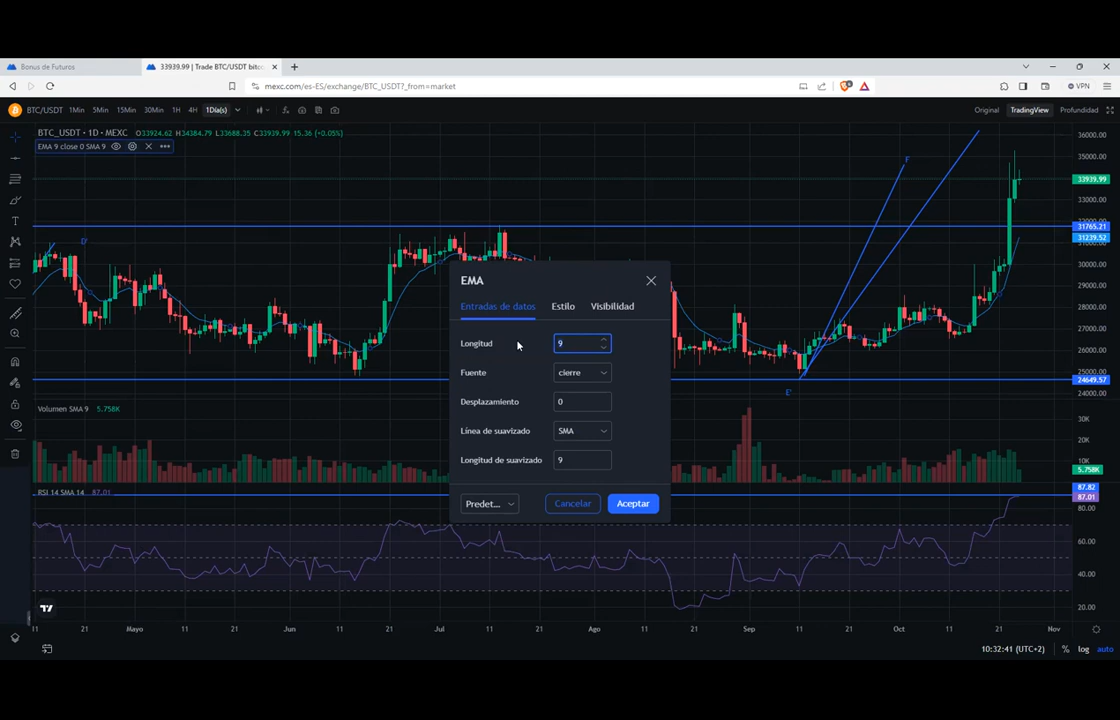 Bonus de Futuros
33939.99 | Trade BTC/USDT bitco
mexc.com/es-ES/exchange/BTC_USDT?_from=market
VPN
BTC/USDT 1Min 5Min 15Min 30Min 1H 4H 1Día(s)
Original TradingView Profundidad
BTC_USDT · 1D · MEXC O33924.62 H34384.79 L33688.35 C33939.99 15.36 (+0.05%)
EMA 9 close 0 SMA 9
36000.00
35000.00
33939.99
33000.00
32000.00
31765.21
31239.52
30000.00
29000.00
28000.00
27000.00
26000.00
24649.57
24000.00
F
D'
E'
EMA
Entradas de datos Estilo Visibilidad
Longitud 9
Fuente cierre
Desplazamiento 0
Línea de suavizado SMA
Longitud de suavizado 9
Predet... Cancelar Aceptar
Volumen SMA 9 5.758K
30K
20K
10K
5.758K
RSI 14 SMA 14 87.01
87.82
87.01
80.00
60.00
40.00
20.00
11 21 Mayo 11 21 Jun 11 21 Jul 11 21 Ago 11 21 Sep 11 21 Oct 11 21 Nov
10:32:41 (UTC+2) % log auto